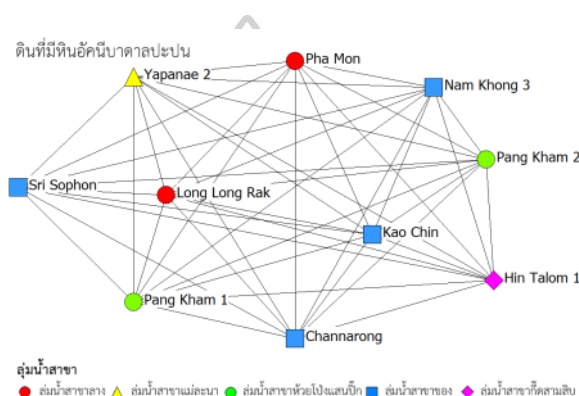 ดินที่มีหินอัคนีบาดาลปะปน
Pha Mon
Yapanae 2
Nam Khong 3
Pang Kham 2
Sri Sophon
Long Long Rak
Kao Chin
Hin Talom 1
Pang Kham 1
Channarong
ลุ่มน้ำสาขา
ลุ่มน้ำสาขาลาง ลุ่มน้ำสาขาแม่ละนา ลุ่มน้ำสาขาห้วยโป่งแสนปิ๊ก ลุ่มน้ำสาขาของ ลุ่มน้ำสาขากึ๊ดสามสิบ